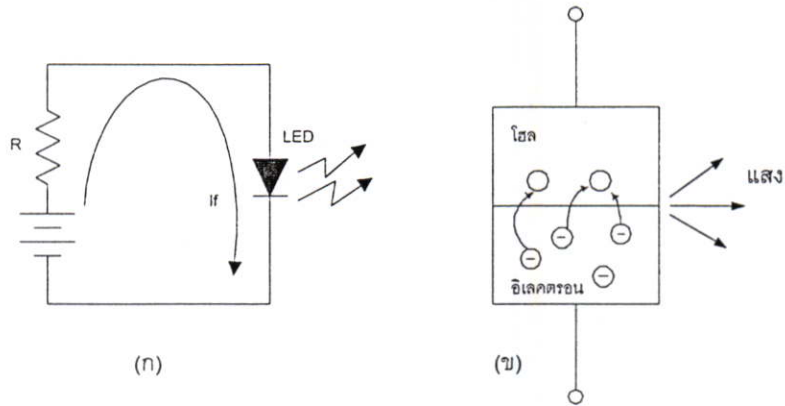 R
LED
If
(ก)
โฮล
แสง
อิเลคตรอน
(ข)